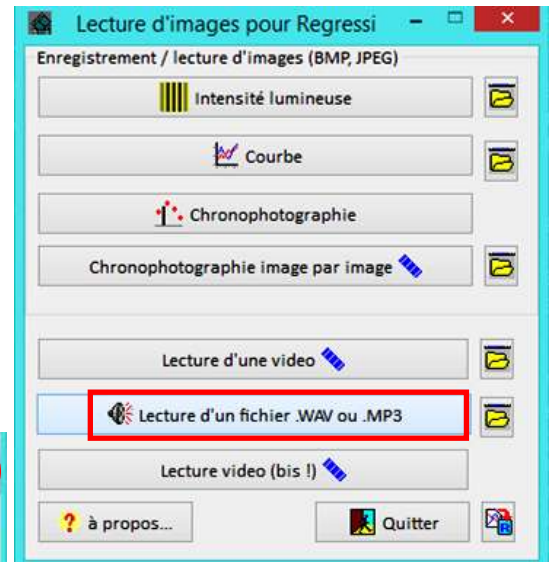 Lecture d'images pour Regressi
Enregistrement / lecture d'images (BMP, JPEG)
Intensité lumineuse
Courbe
Chronophotographie
Chronophotographie image par image
Lecture d'une video
Lecture d'un fichier .WAV ou .MP3
Lecture video (bis !)
? à propos...
Quitter